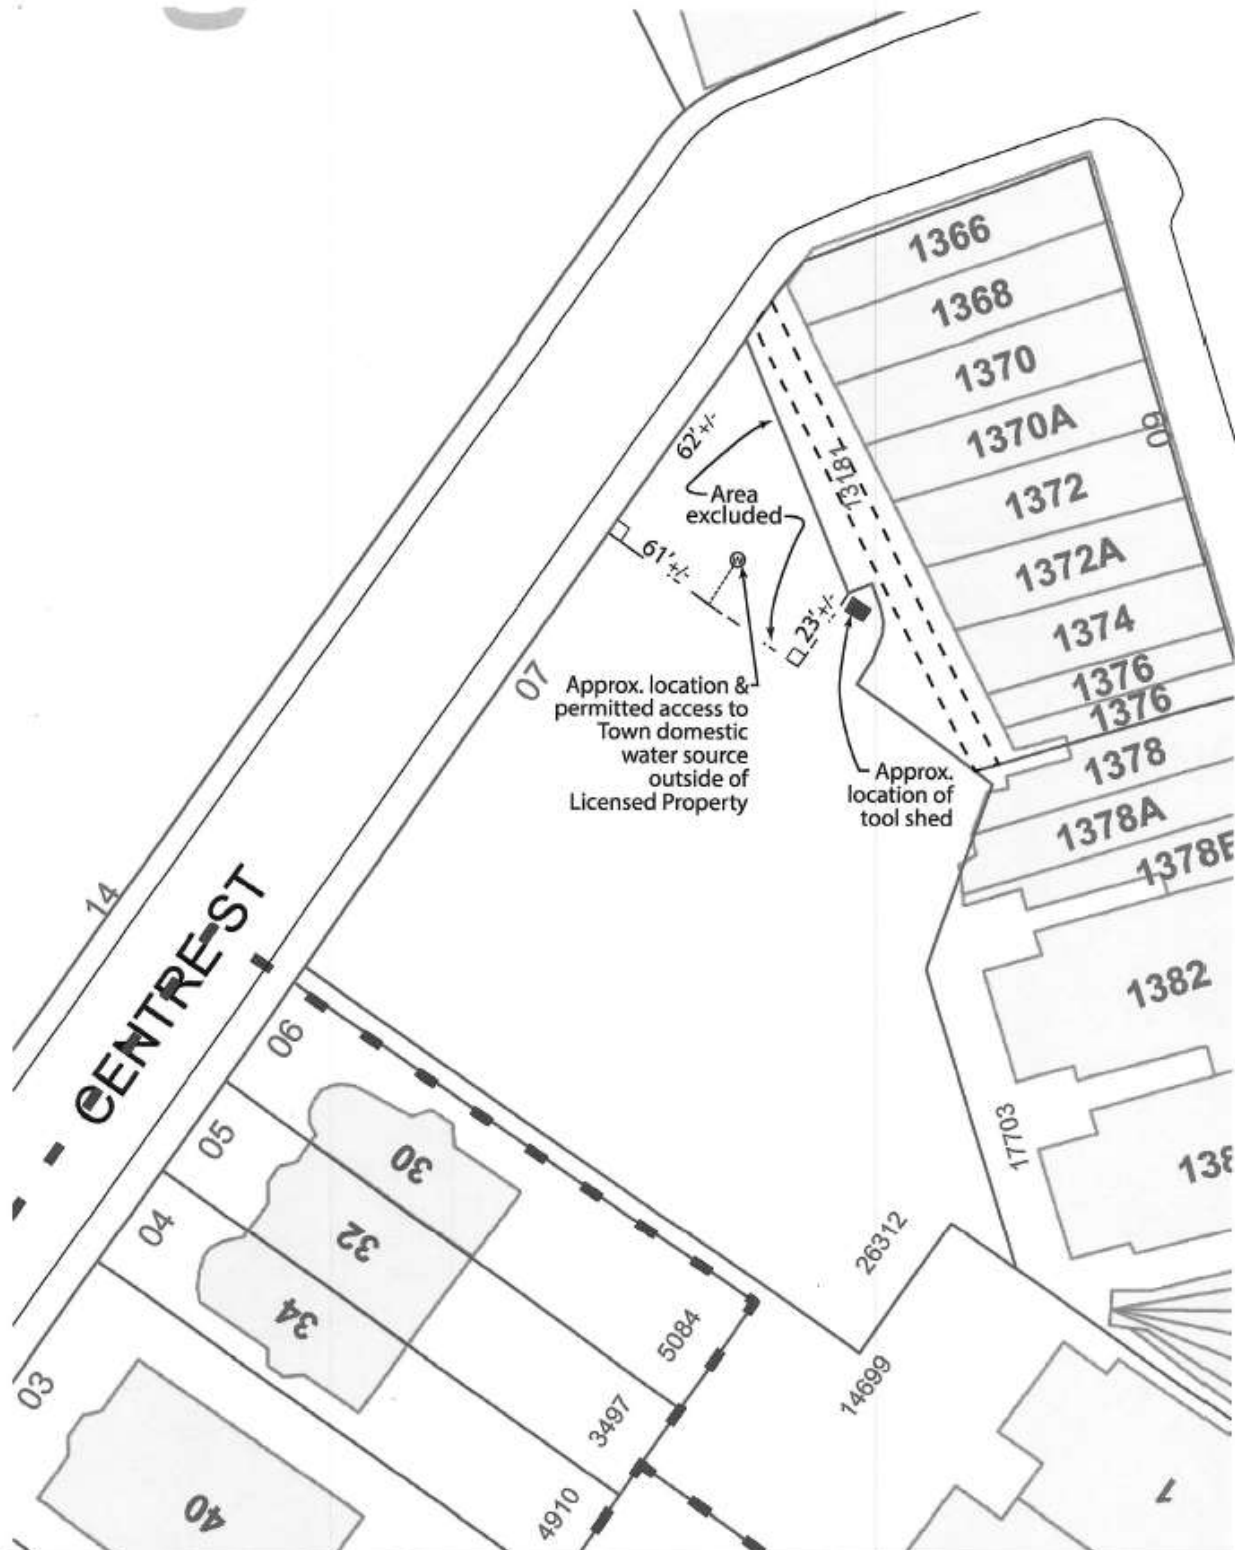 1366
1368
1370
1370A
60
1372
1372A
1374
1376
1376
1378
1378A
1378B
1382
13181
62'+/-
Area
excluded
61'+/-
W
23'+/-
07
Approx. location &
permitted access to
Town domestic
water source
outside of
Licensed Property
Approx.
location of
tool shed
14
CENTRE ST
06
05
04
03
30
32
34
40
17703
26312
5084
14699
3497
4910